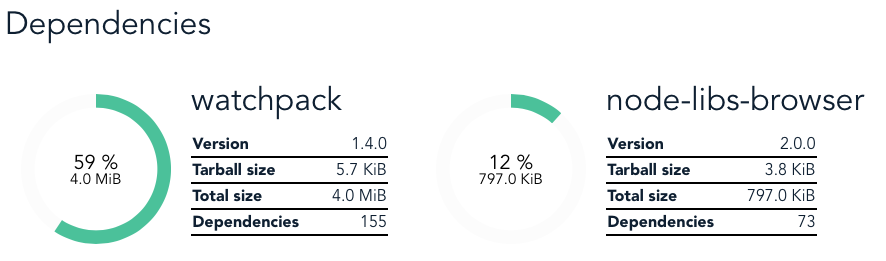 Dependencies
59 %
4.0 MiB
watchpack
Version 1.4.0
Tarball size 5.7 KiB
Total size 4.0 MiB
Dependencies 155
12 %
797.0 KiB
node-libs-browser
Version 2.0.0
Tarball size 3.8 KiB
Total size 797.0 KiB
Dependencies 73